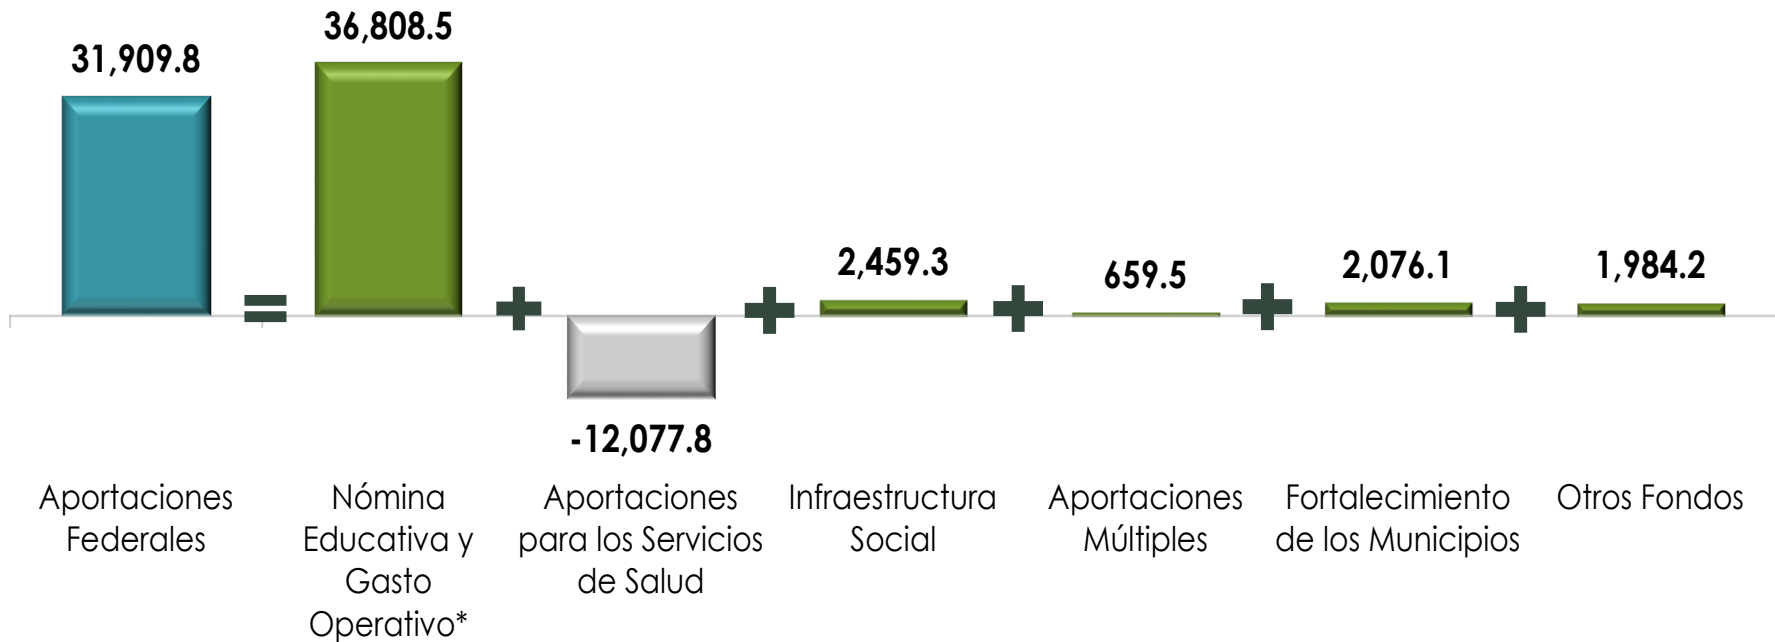 31,909.8
36,808.5
-12,077.8
2,459.3
659.5
2,076.1
1,984.2
=
+
+
+
+
+
Aportaciones
Federales
Nómina
Educativa y
Gasto
Operativo*
Aportaciones
para los Servicios
de Salud
Infraestructura
Social
Aportaciones
Múltiples
Fortalecimiento
de los Municipios
Otros Fondos